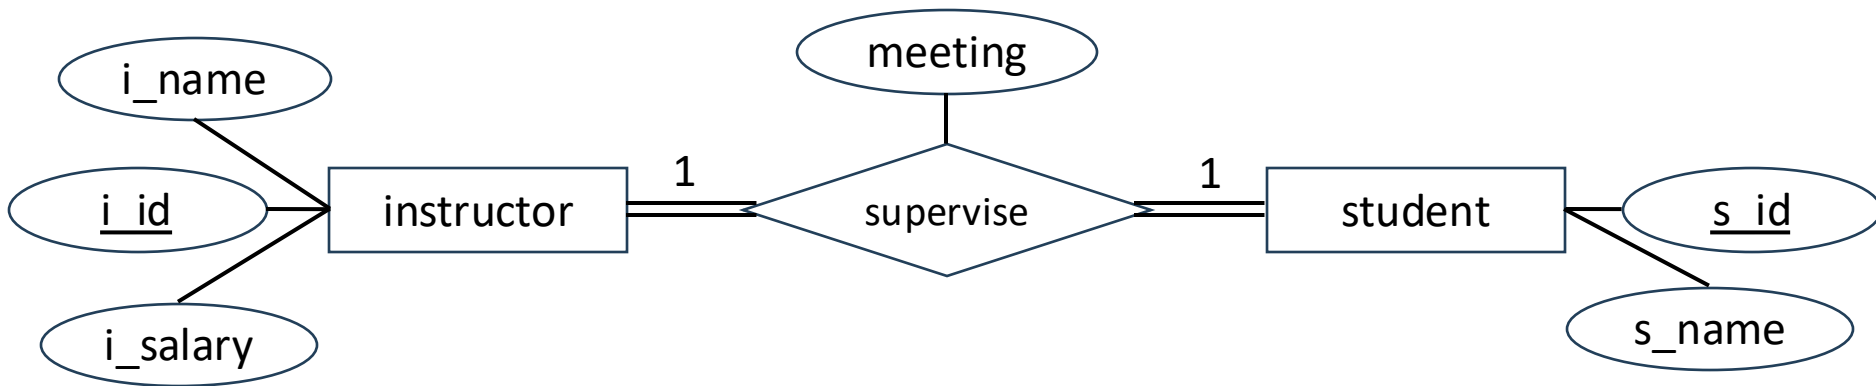 meeting
i_name
1
1
i_id
instructor
supervise
student
s_id
i_salary
s_name